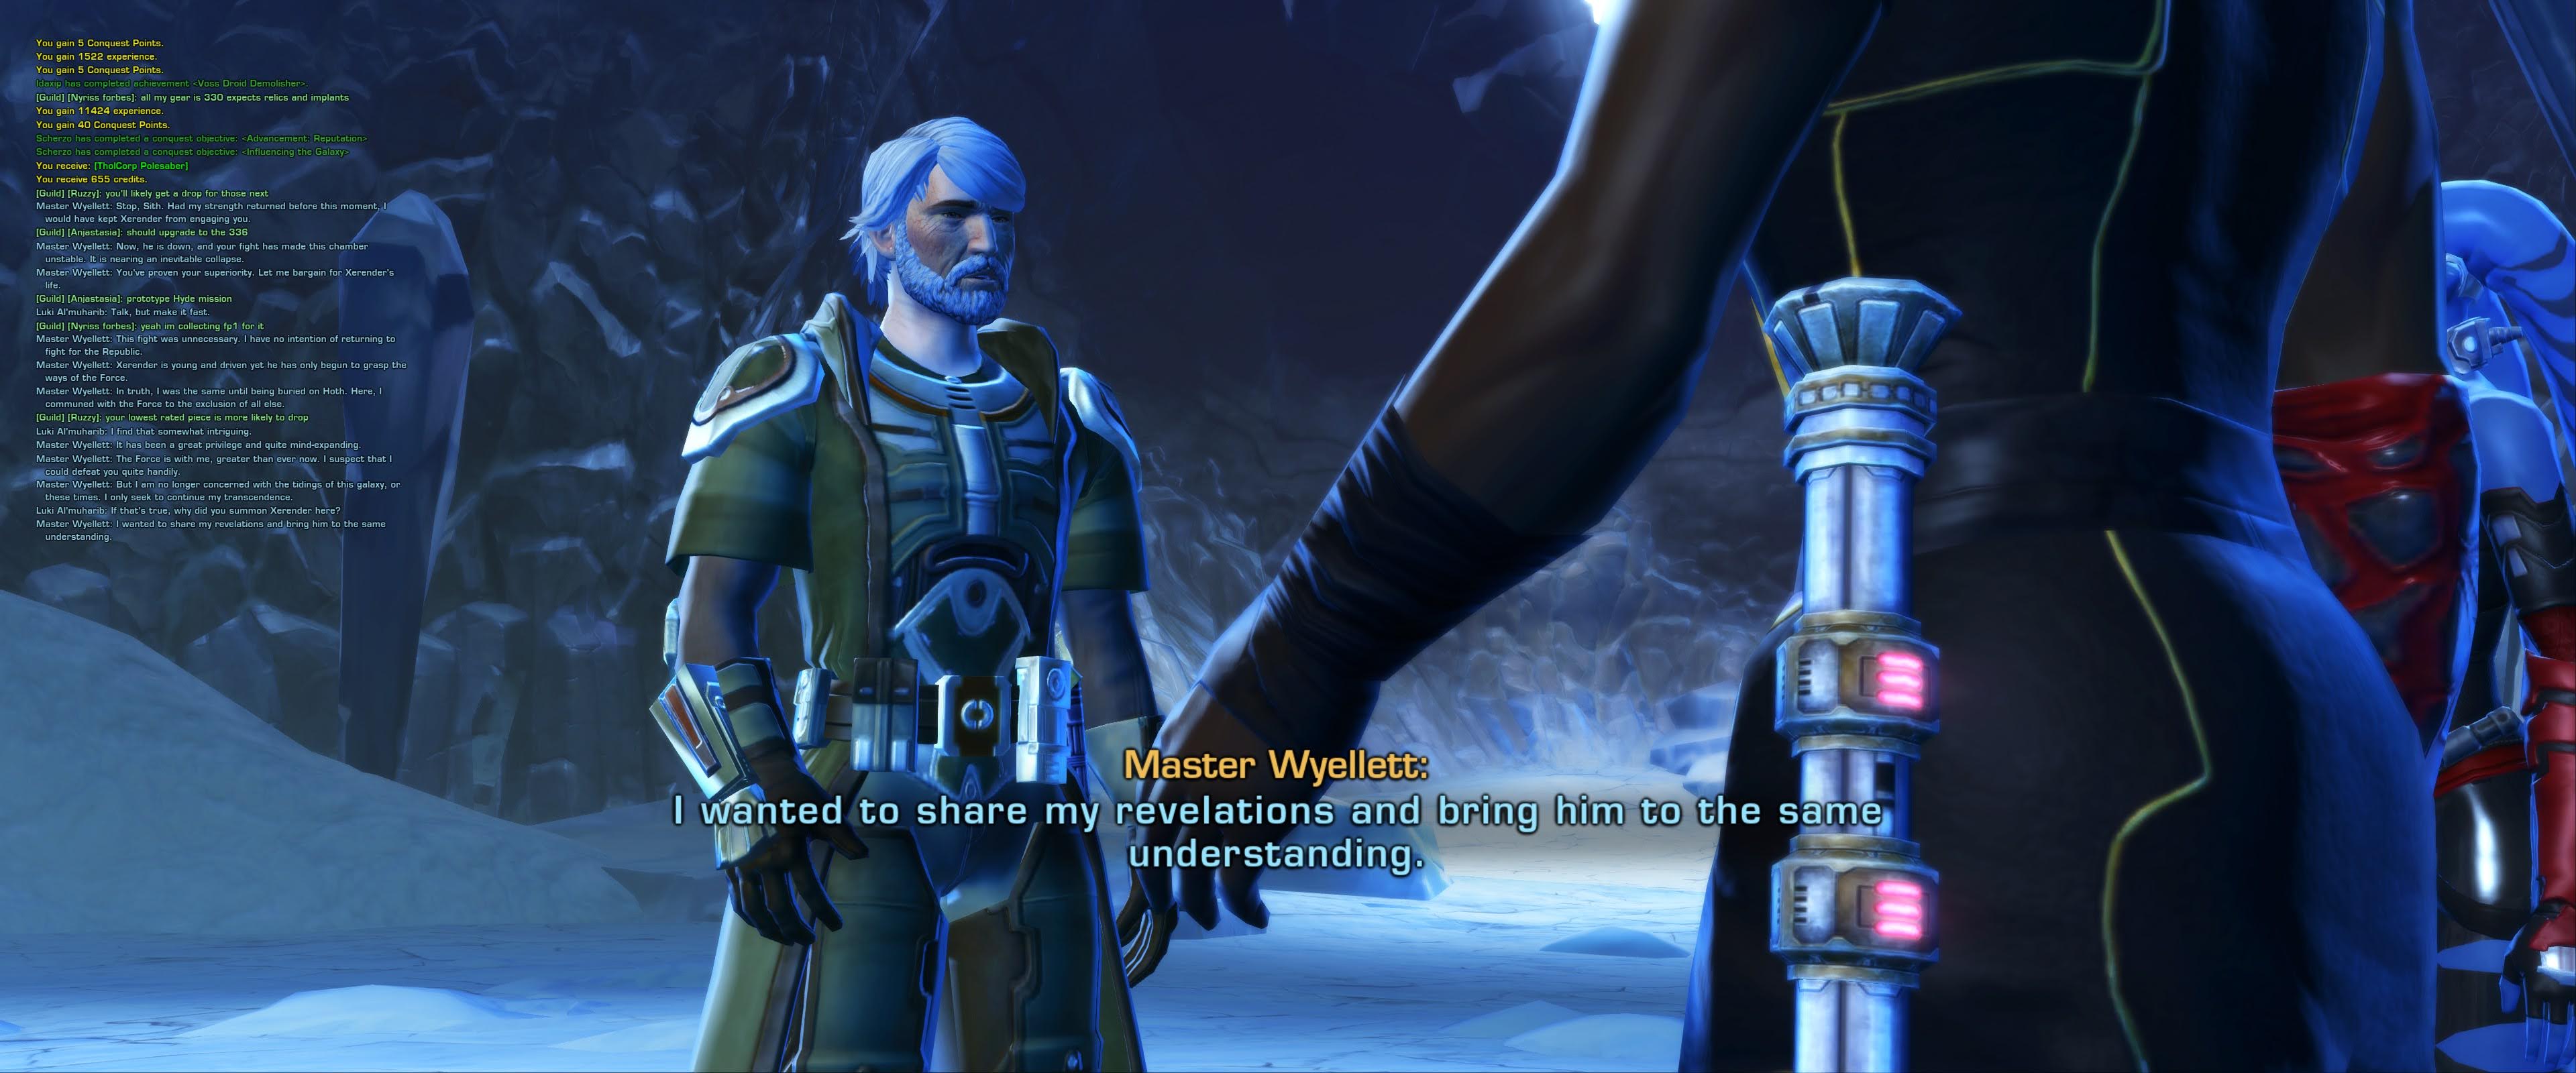 You gain 5 Conquest Points.
You gain 1522 experience.
You gain 5 Conquest Points.
Idaxip has completed achievement <Voss Droid Demolisher>.
[Guild] [Nyriss forbes]: all my gear is 330 expects relics and implants
You gain 11424 experience.
You gain 40 Conquest Points.
Scherzo has completed a conquest objective: <Advancement: Reputation>
Scherzo has completed a conquest objective: <Influencing the Galaxy>
You receive: [TholCorp Polesaber]
You receive 655 credits.
[Guild] [Ruzzy]: you'll likely get a drop for those next
Master Wyellett: Stop, Sith. Had my strength returned before this moment, I
would have kept Xerender from engaging you.
[Guild] [Anjastasia]: should upgrade to the 336
Master Wyellett: Now, he is down, and your fight has made this chamber
unstable. It is nearing an inevitable collapse.
Master Wyellett: You've proven your superiority. Let me bargain for Xerender's
life.
[Guild] [Anjastasia]: prototype Hyde mission
Luki Al'muharib: Talk, but make it fast.
[Guild] [Nyriss forbes]: yeah im collecting fp1 for it
Master Wyellett: This fight was unnecessary. I have no intention of returning to
fight for the Republic.
Master Wyellett: Xerender is young and driven yet he has only begun to grasp the
ways of the Force.
Master Wyellett: In truth, I was the same until being buried on Hoth. Here, I
communed with the Force to the exclusion of all else.
[Guild] [Ruzzy]: your lowest rated piece is more likely to drop
Luki Al'muharib: I find that somewhat intriguing.
Master Wyellett: It has been a great privilege and quite mind-expanding.
Master Wyellett: The Force is with me, greater than ever now. I suspect that I
could defeat you quite handily.
Master Wyellett: But I am no longer concerned with the tidings of this galaxy, or
these times. I only seek to continue my transcendence.
Luki Al'muharib: If that's true, why did you summon Xerender here?
Master Wyellett: I wanted to share my revelations and bring him to the same
understanding.
Master Wyellett:
I wanted to share my revelations and bring him to the same
understanding.